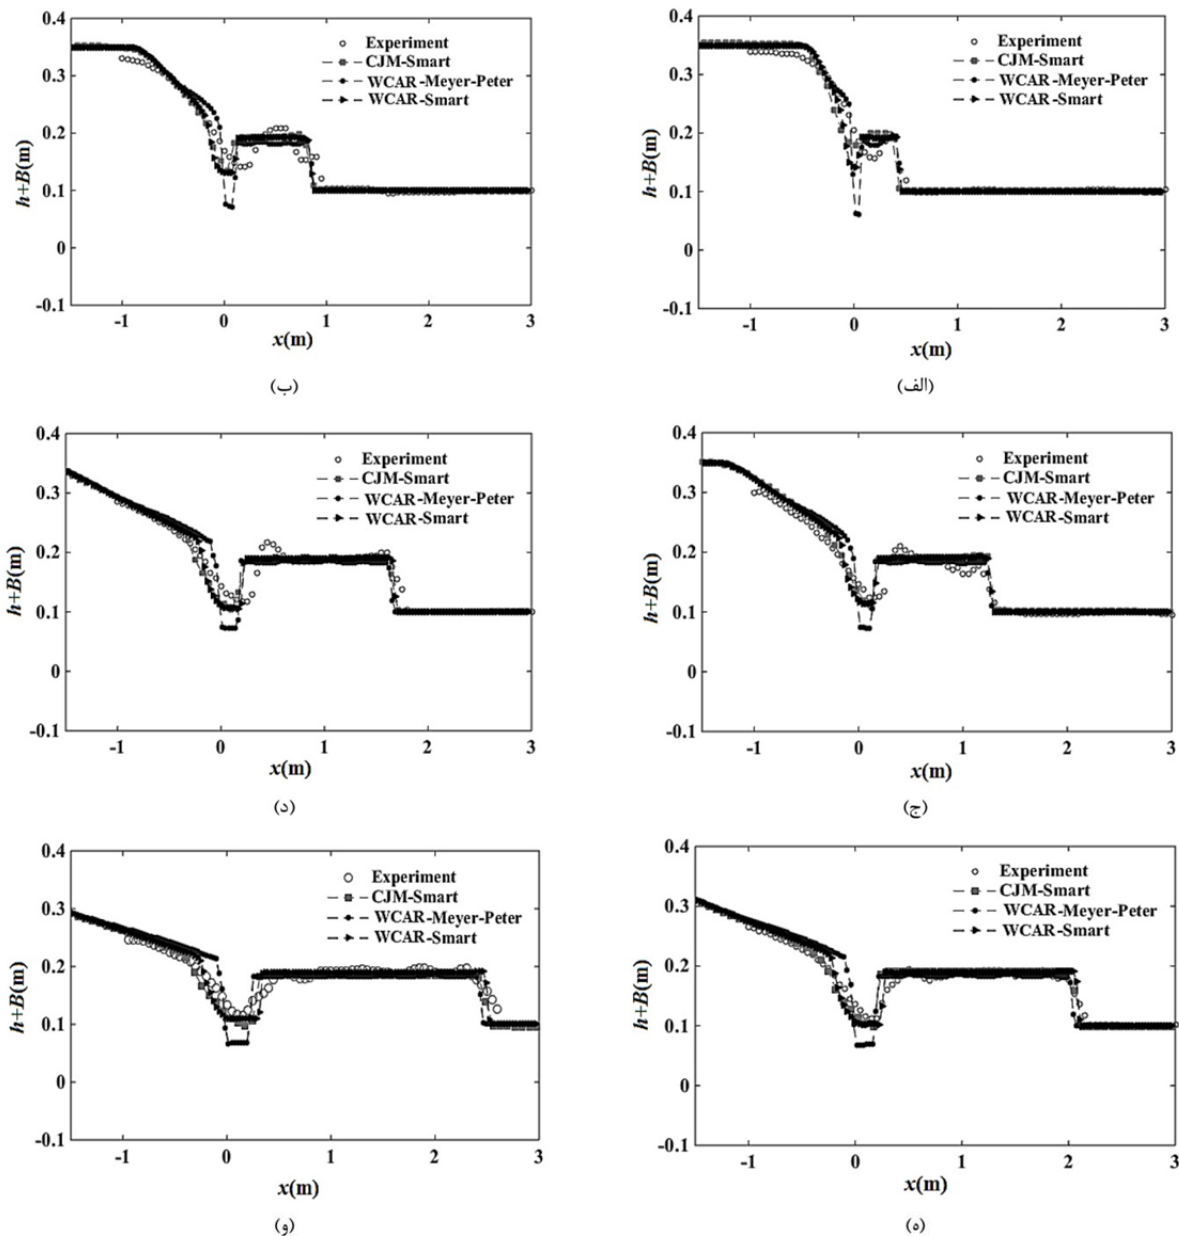 0.4
0.3
0.2
0.1
0
-0.1
h+B(m)
-1 0 1 2 3
x(m)
Experiment
CJM-Smart
WCAR-Meyer-Peter
WCAR-Smart
(الف)
0.4
0.3
0.2
0.1
0
-0.1
h+B(m)
-1 0 1 2 3
x(m)
Experiment
CJM-Smart
WCAR-Meyer-Peter
WCAR-Smart
(ب)
0.4
0.3
0.2
0.1
0
-0.1
h+B(m)
-1 0 1 2 3
x(m)
Experiment
CJM-Smart
WCAR-Meyer-Peter
WCAR-Smart
(ج)
0.4
0.3
0.2
0.1
0
-0.1
h+B(m)
-1 0 1 2 3
x(m)
Experiment
CJM-Smart
WCAR-Meyer-Peter
WCAR-Smart
(د)
0.4
0.3
0.2
0.1
0
-0.1
h+B(m)
-1 0 1 2 3
x(m)
Experiment
CJM-Smart
WCAR-Meyer-Peter
WCAR-Smart
(ه)
0.4
0.3
0.2
0.1
0
-0.1
h+B(m)
-1 0 1 2 3
x(m)
Experiment
CJM-Smart
WCAR-Meyer-Peter
WCAR-Smart
(و)